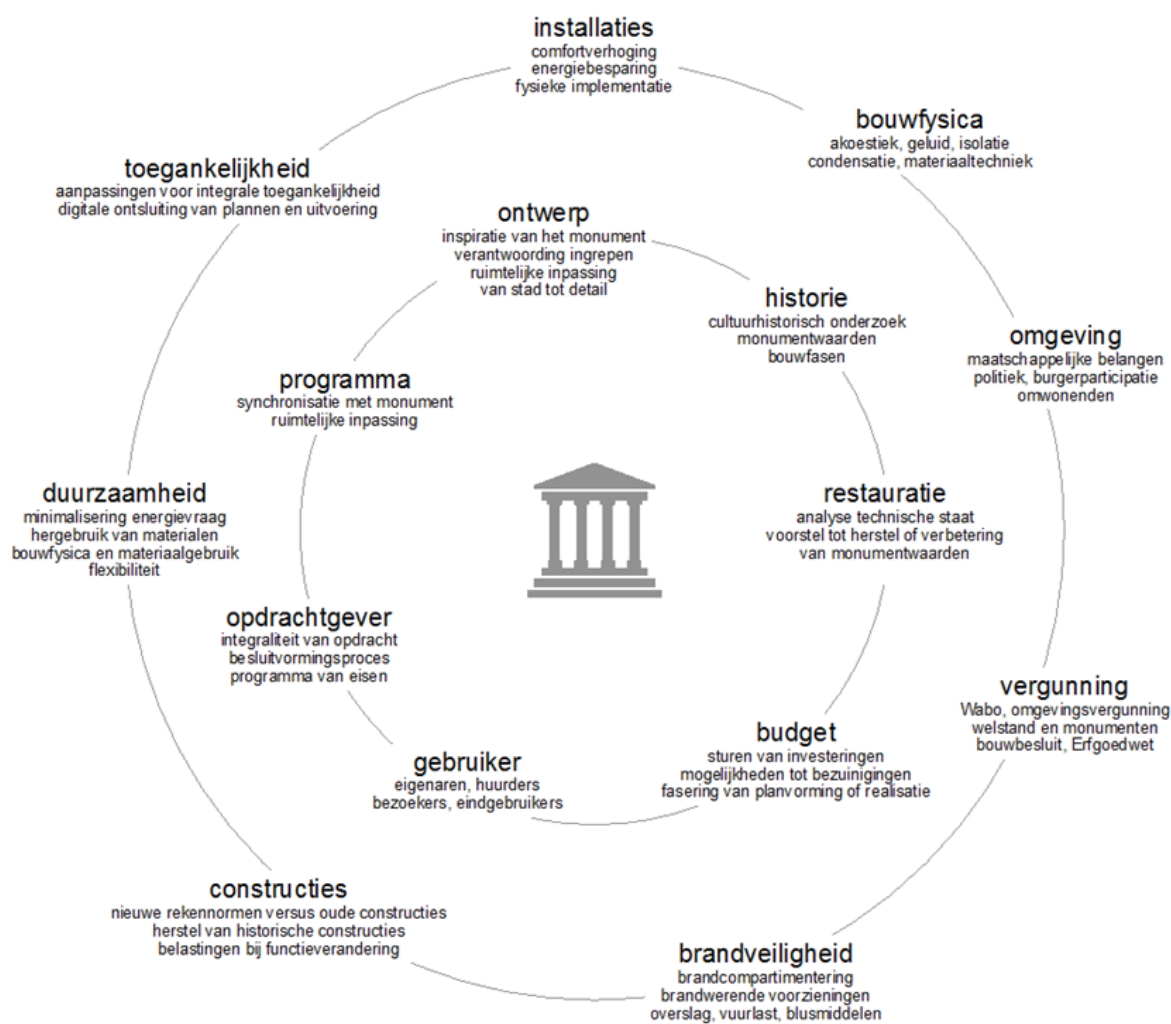 installaties
comfortverhoging
energiebesparing
fysieke implementatie
bouwfysica
akoestiek, geluid, isolatie
condensatie, materiaaltechniek
toegankelijkheid
aanpassingen voor integrale toegankelijkheid
digitale ontsluiting van plannen en uitvoering
ontwerp
inspiratie van het monument
verantwoording ingrepen
ruimtelijke inpassing
van stad tot detail
historie
cultuurhistorisch onderzoek
monumentwaarden
bouwfasen
omgeving
maatschappelijke belangen
politiek, burgerparticipatie
omwonenden
programma
synchronisatie met monument
ruimtelijke inpassing
duurzaamheid
minimalisering energievraag
hergebruik van materialen
bouwfysica en materiaalgebruik
flexibiliteit
restauratie
analyse technische staat
voorstel tot herstel of verbetering
van monumentwaarden
opdrachtgever
integraliteit van opdracht
besluitvormingsproces
programma van eisen
vergunning
Wabo, omgevingsvergunning
welstand en monumenten
bouwbesluit, Erfgoedwet
budget
sturen van investeringen
mogelijkheden tot bezuinigingen
fasering van planvorming of realisatie
gebruiker
eigenaren, huurders
bezoekers, eindgebruikers
constructies
nieuwe rekennormen versus oude constructies
herstel van historische constructies
belastingen bij functieverandering
brandveiligheid
brandcompartimentering
brandwerende voorzieningen
overslag, vuurlast, blusmiddelen